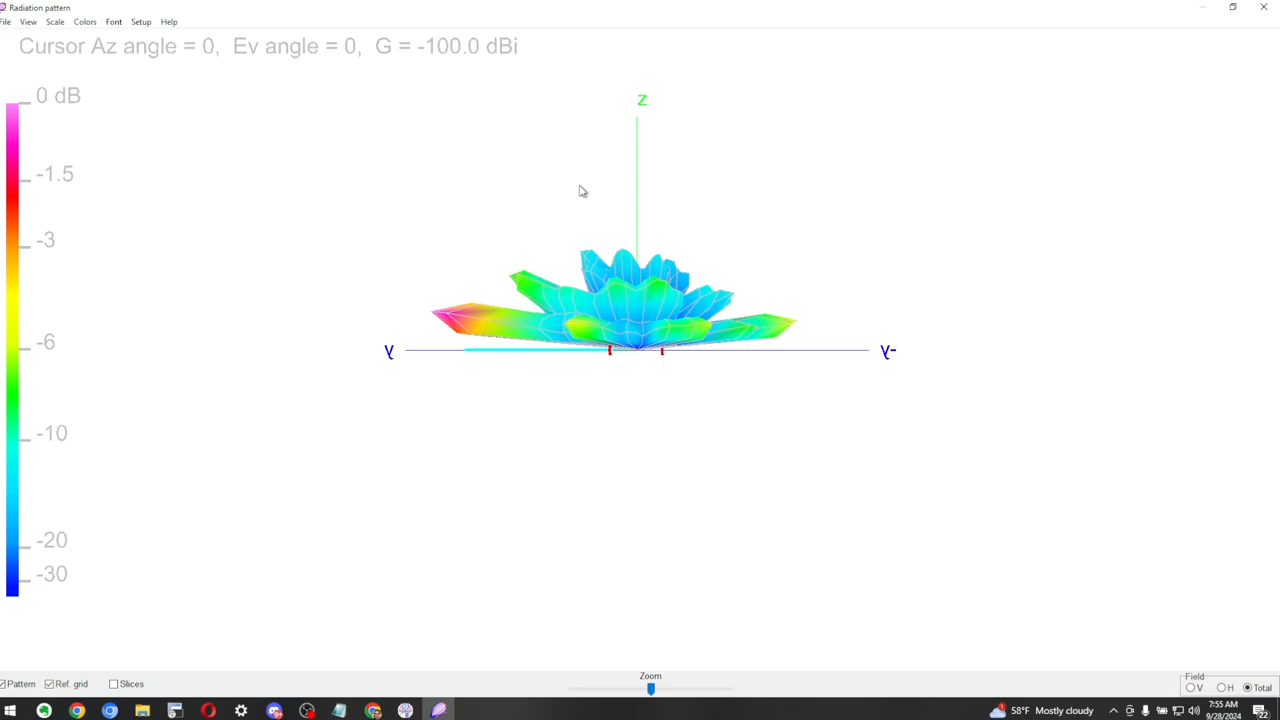 Radiation pattern
File View Scale Colors Font Setup Help
Cursor Az angle = 0, Ev angle = 0, G = -100.0 dBi
0 dB
z
-1.5
-3
-6
y
y-
-10
-20
-30
Pattern Ref. grid Slices
Zoom
Field
V H Total
58°F Mostly cloudy
7:55 AM
9/28/2024
22